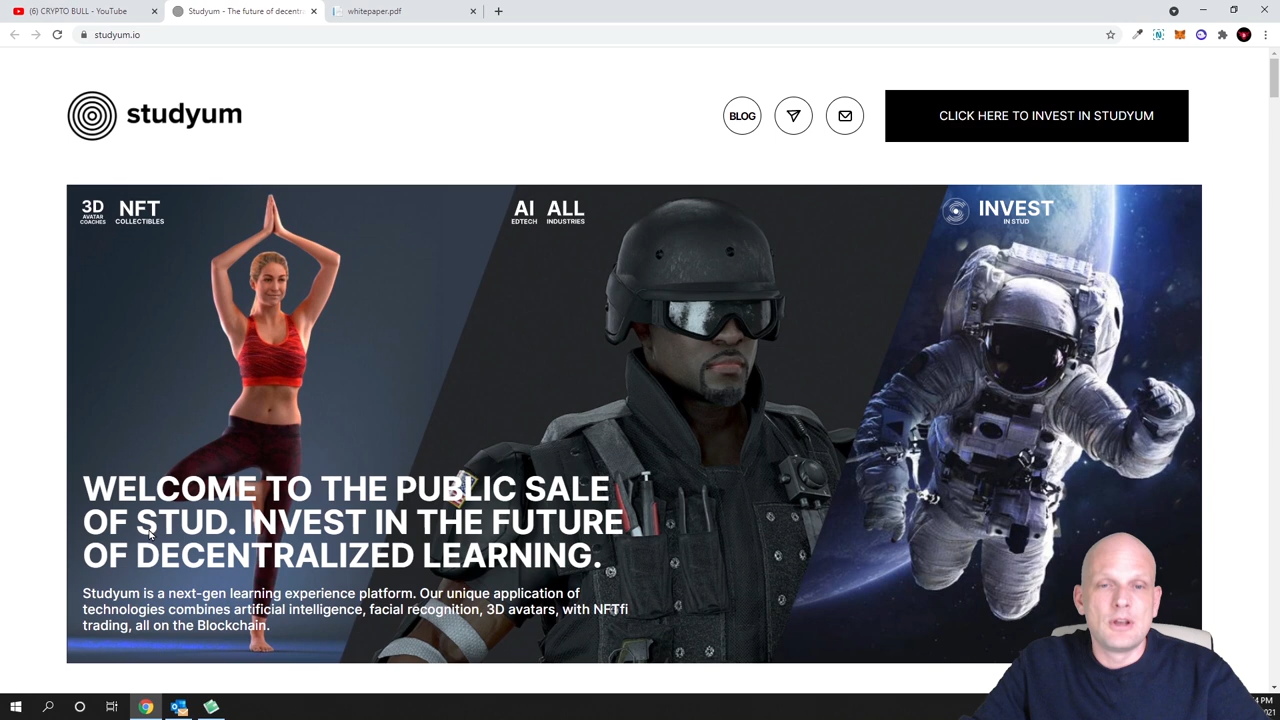 (6) CRYPTO BULL - YouTube
Studyum - The future of decentr
whitepaper.pdf
studyum.io
studyum
BLOG
CLICK HERE TO INVEST IN STUDYUM
3D
AVATAR
COACHES
NFT
COLLECTIBLES
AI
EDTECH
ALL
INDUSTRIES
INVEST
IN STUD
WELCOME TO THE PUBLIC SALE
OF STUD. INVEST IN THE FUTURE
OF DECENTRALIZED LEARNING.
Studyum is a next-gen learning experience platform. Our unique application of
technologies combines artificial intelligence, facial recognition, 3D avatars, with NFTfi
trading, all on the Blockchain.
4 PM
2021